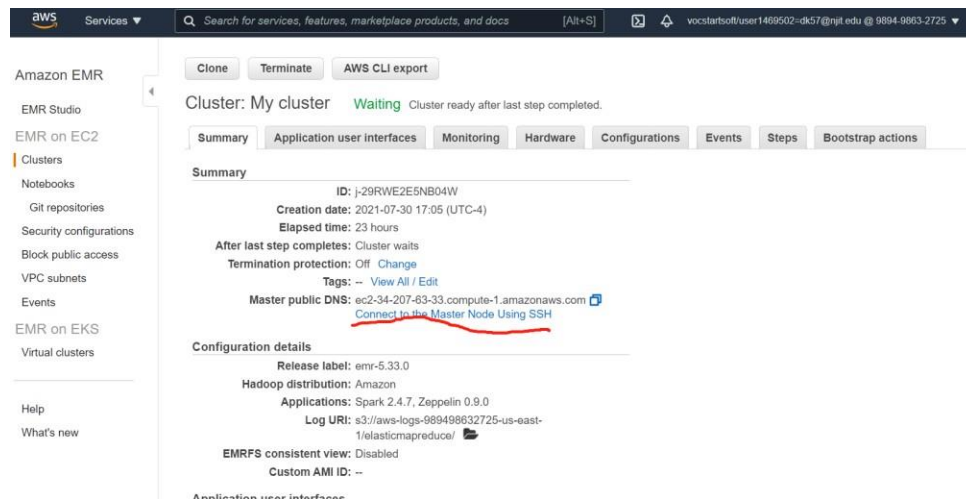 aws Services ▼ Search for services, features, marketplace products, and docs [Alt+S] vocstartsoft/user1469502=dk57@njit.edu @ 9894-9863-2725 ▼
Amazon EMR
EMR Studio
EMR on EC2
Clusters
Notebooks
Git repositories
Security configurations
Block public access
VPC subnets
Events
EMR on EKS
Virtual clusters
Help
What's new
Clone Terminate AWS CLI export
Cluster: My cluster Waiting Cluster ready after last step completed.
Summary Application user interfaces Monitoring Hardware Configurations Events Steps Bootstrap actions
Summary
ID: j-29RWE2E5NB04W
Creation date: 2021-07-30 17:05 (UTC-4)
Elapsed time: 23 hours
After last step completes: Cluster waits
Termination protection: Off Change
Tags: -- View All / Edit
Master public DNS: ec2-34-207-63-33.compute-1.amazonaws.com
Connect to the Master Node Using SSH
Configuration details
Release label: emr-5.33.0
Hadoop distribution: Amazon
Applications: Spark 2.4.7, Zeppelin 0.9.0
Log URI: s3://aws-logs-989498632725-us-east-
1/elasticmapreduce/
EMRFS consistent view: Disabled
Custom AMI ID: --
Application user interfaces